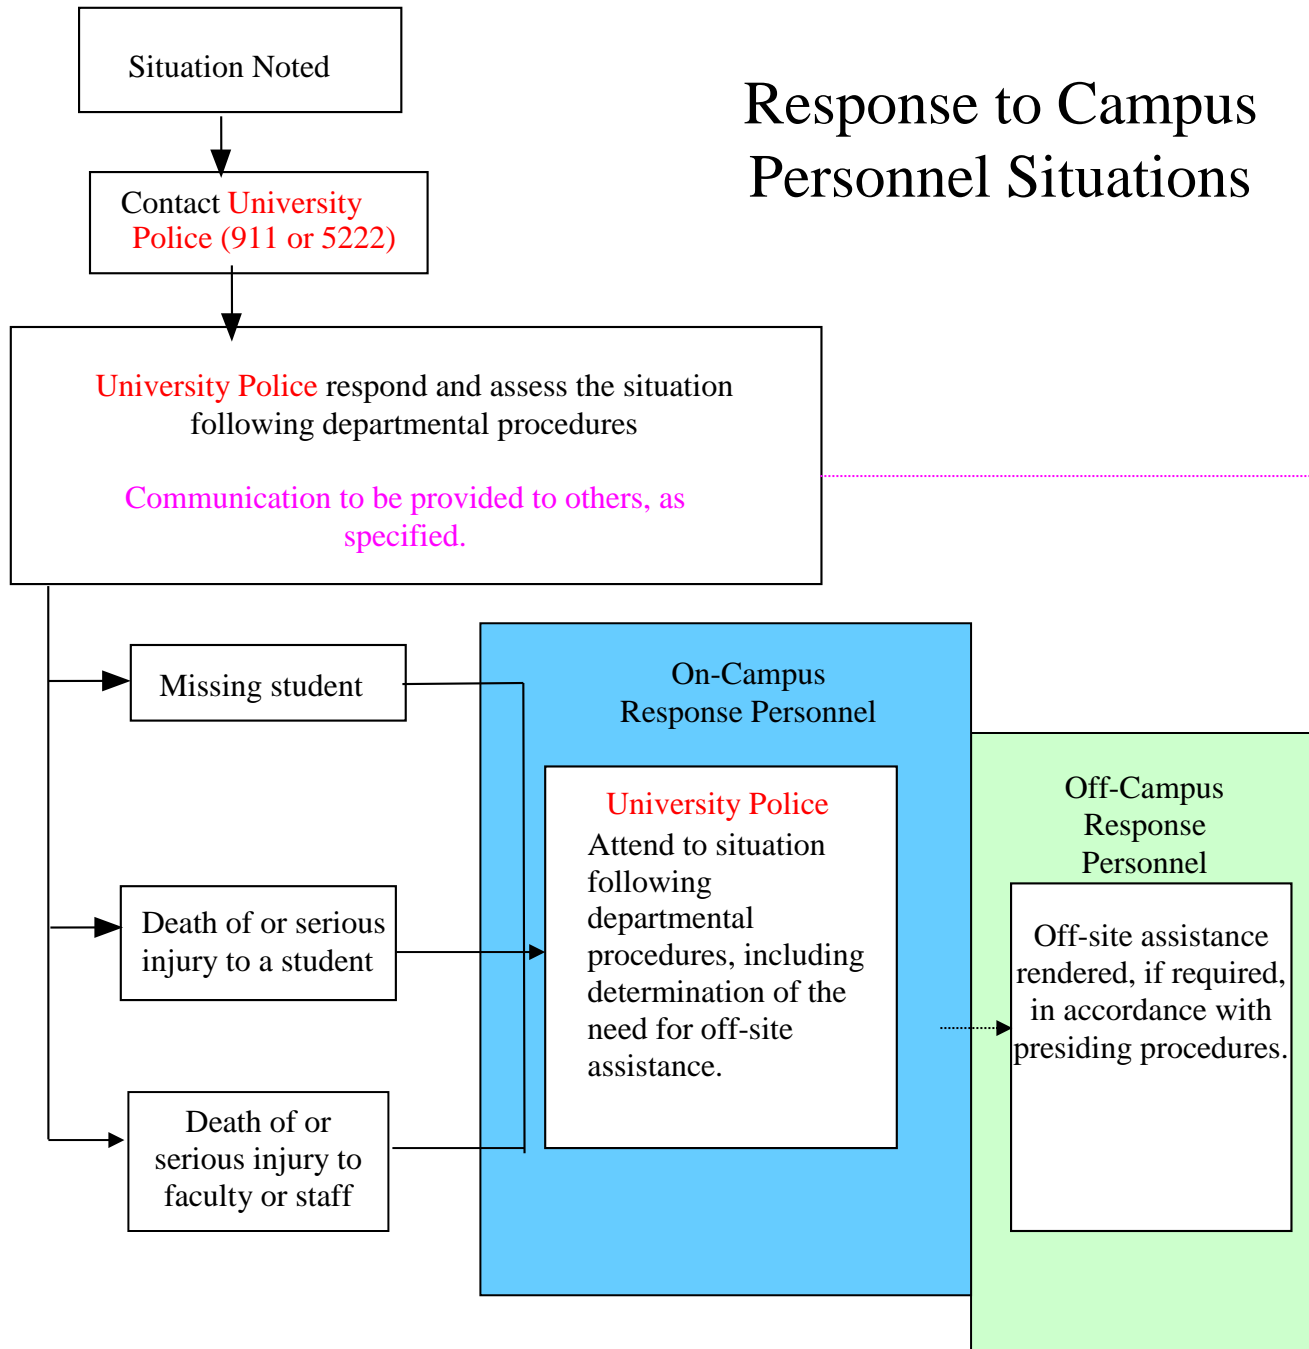 Situation Noted
Response to Campus
Personnel Situations
Contact University
Police (911 or 5222)
University Police respond and assess the situation
following departmental procedures
Communication to be provided to others, as
specified.
Missing student
Death of or serious
injury to a student
Death of or
serious injury to
faculty or staff
On-Campus
Response Personnel
University Police
Attend to situation
following
departmental
procedures, including
determination of the
need for off-site
assistance.
Off-Campus
Response
Personnel
Off-site assistance
rendered, if required,
in accordance with
presiding procedures.